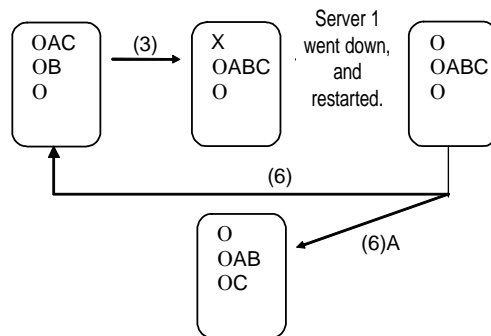 OAC
OB
O
(3)
X
OABC
O
Server 1
went down,
and
restarted.
O
OABC
O
(6)
O
OAB
OC
(6)A